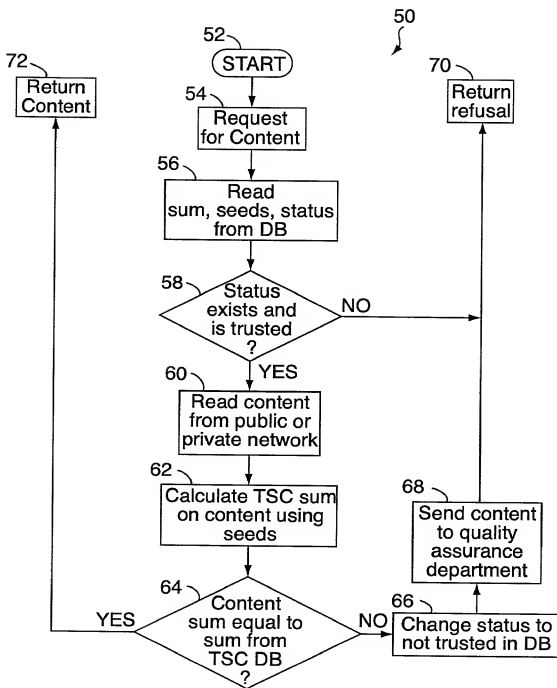 50
52
START
72
Return
Content
54
Request
for Content
70
Return
refusal
56
Read
sum, seeds, status
from DB
58
Status
exists and
is trusted
?
NO
YES
60
Read content
from public or
private network
62
Calculate TSC sum
on content using
seeds
64
Content
sum equal to
sum from
TSC DB
?
YES
NO
66
Change status to
not trusted in DB
68
Send content
to quality
assurance
department